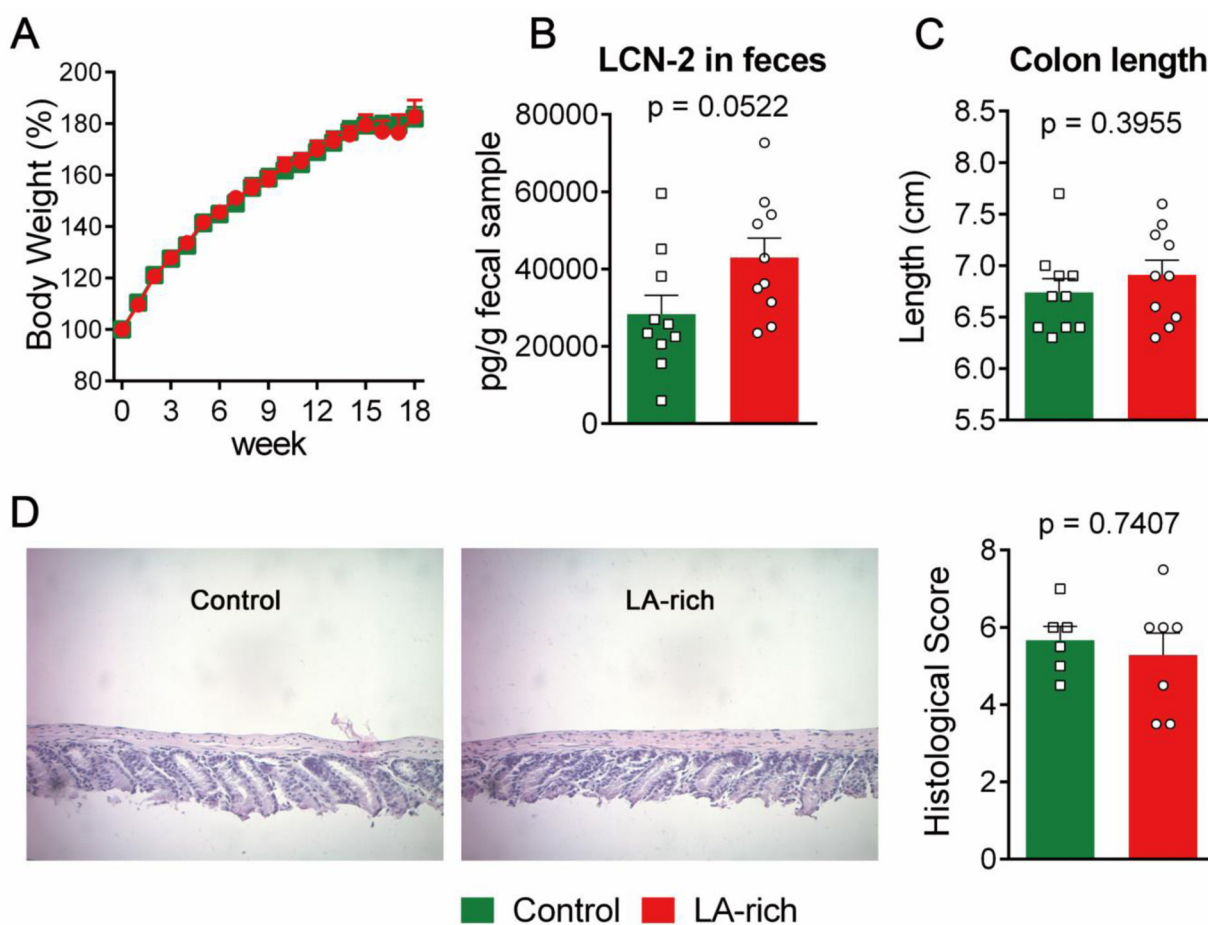 A
Body Weight (%)
200
180
160
140
120
100
80
0 3 6 9 12 15 18
week
B
LCN-2 in feces
p = 0.0522
pg/g fecal sample
80000
60000
40000
20000
0
C
Colon length
p = 0.3955
Length (cm)
8.5
8.0
7.5
7.0
6.5
6.0
5.5
D
Control
LA-rich
p = 0.7407
Histological Score
8
6
4
2
0
Control LA-rich